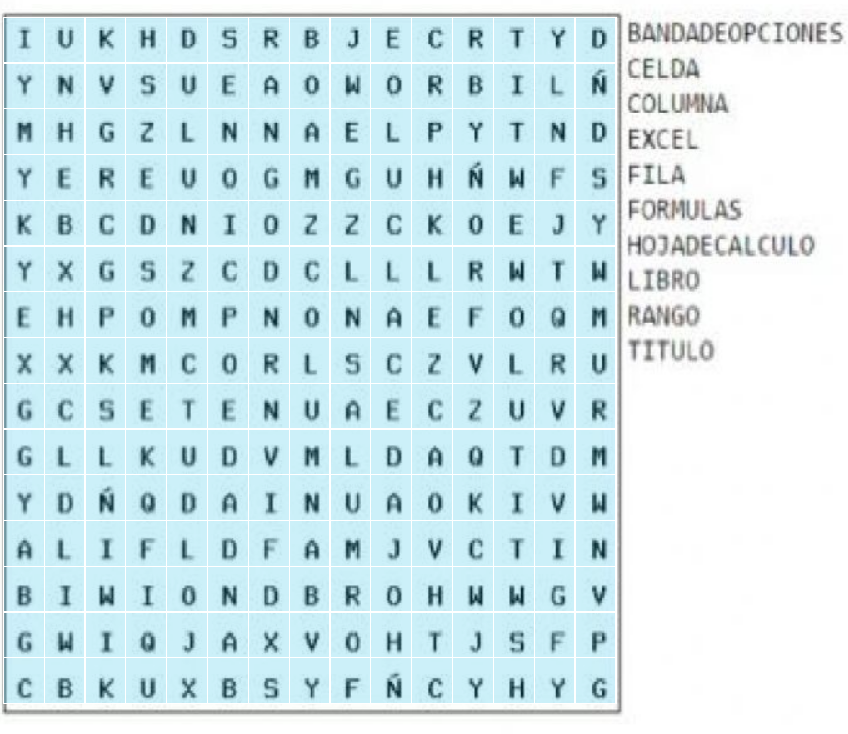 I U K H D S R B J E C R T Y D
Y N V S U E A O W O R B I L Ñ
M H G Z L N N A E L P Y T N D
Y E R E U O G M G U H Ñ W F S
K B C D N I O Z Z C K O E J Y
Y X G S Z C D C L L L R W T W
E H P O M P N O N A E F O Q M
X X K M C O R L S C Z V L R U
G C S E T E N U A E C Z U V R
G L L K U D V M L D A Q T D M
Y D Ñ Q D A I N U A O K I V W
A L I F L D F A M J V C T I N
B I W I O N D B R O H W W G V
G W I Q J A X V O H T J S F P
C B K U X B S Y F Ñ C Y H Y G
BANDADEOPCIONES
CELDA
COLUMNA
EXCEL
FILA
FORMULAS
HOJADECALCULO
LIBRO
RANGO
TITULO